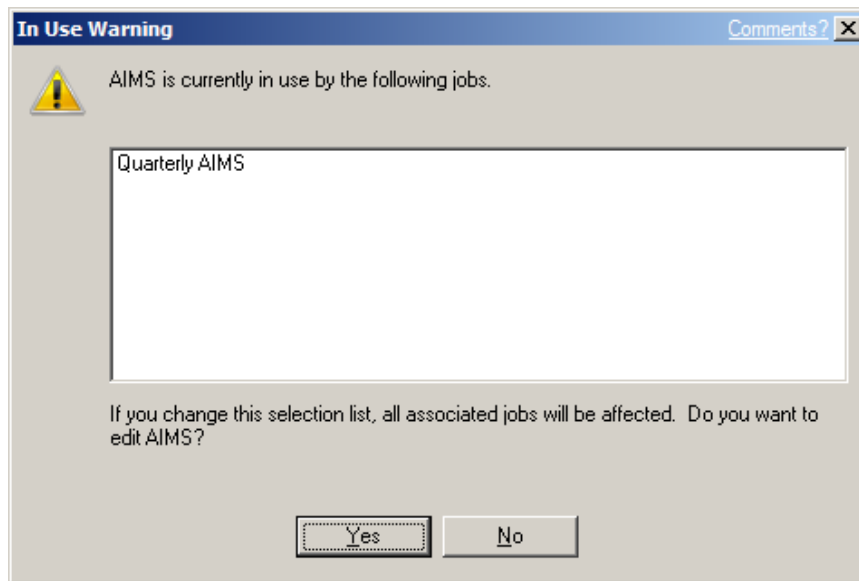 In Use Warning Comments?
AIMS is currently in use by the following jobs.
Quarterly AIMS
If you change this selection list, all associated jobs will be affected. Do you want to
edit AIMS?
Yes No